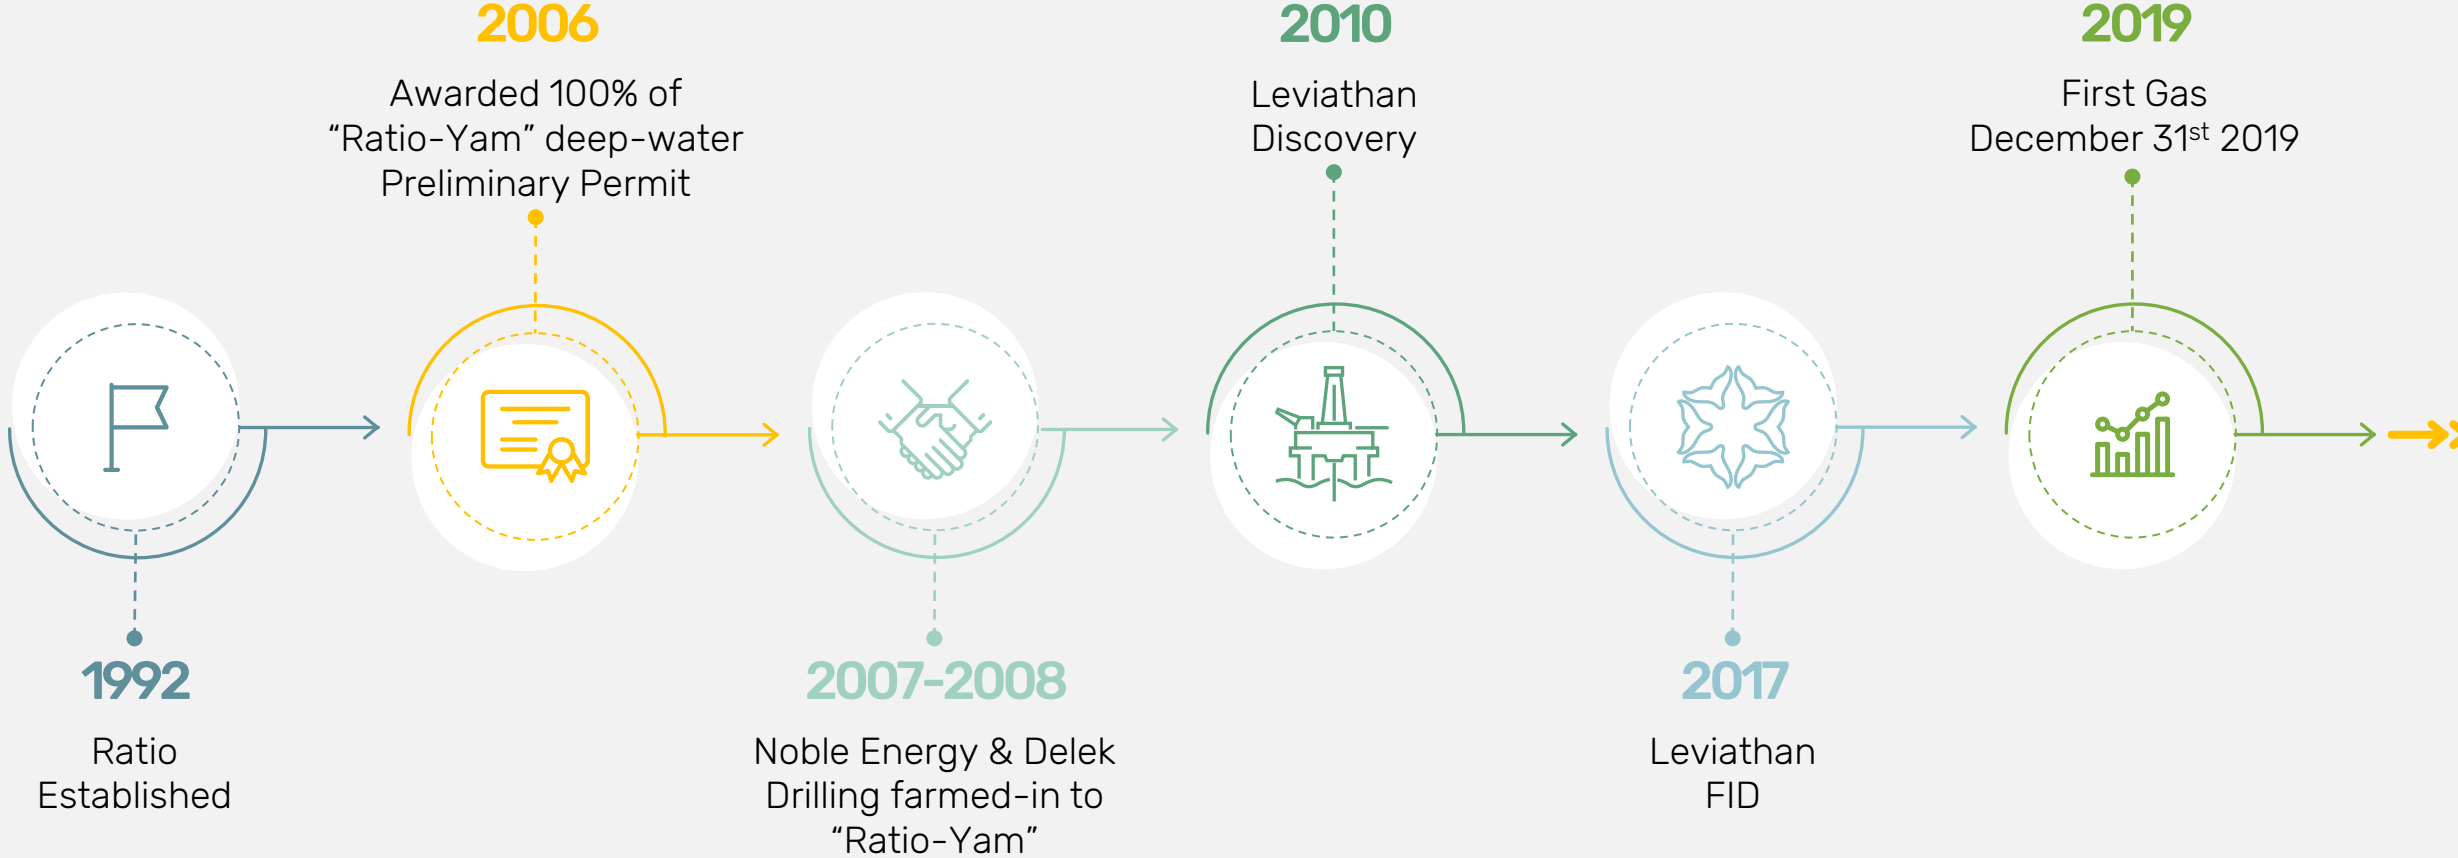 1992
Ratio
Established
2006
Awarded 100% of
“Ratio-Yam” deep-water
Preliminary Permit
2007-2008
Noble Energy & Delek
Drilling farmed-in to
“Ratio-Yam”
2010
Leviathan
Discovery
2017
Leviathan
FID
2019
First Gas
December 31st 2019